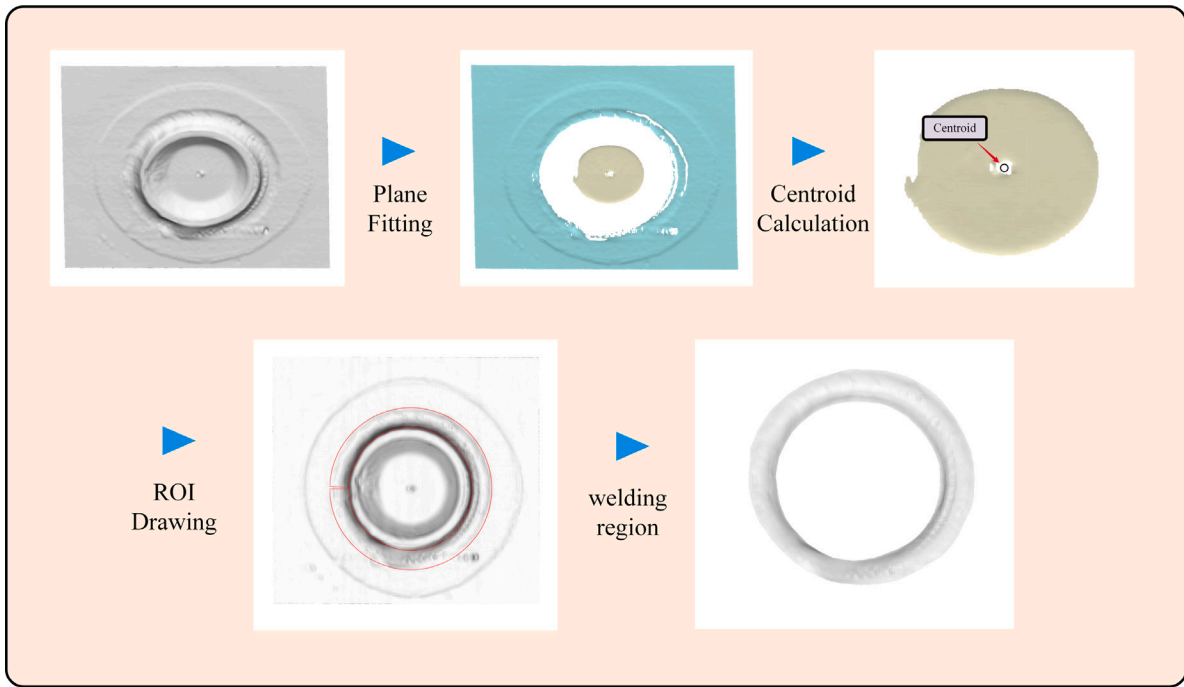 Plane
Fitting
Centroid
Calculation
Centroid
ROI
Drawing
welding
region